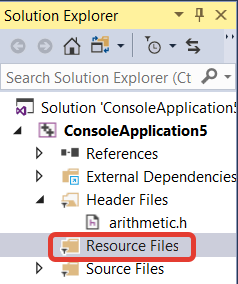 Solution Explorer
Search Solution Explorer (Ct
Solution 'ConsoleApplication5
ConsoleApplication5
References
External Dependencies
Header Files
arithmetic.h
Resource Files
Source Files